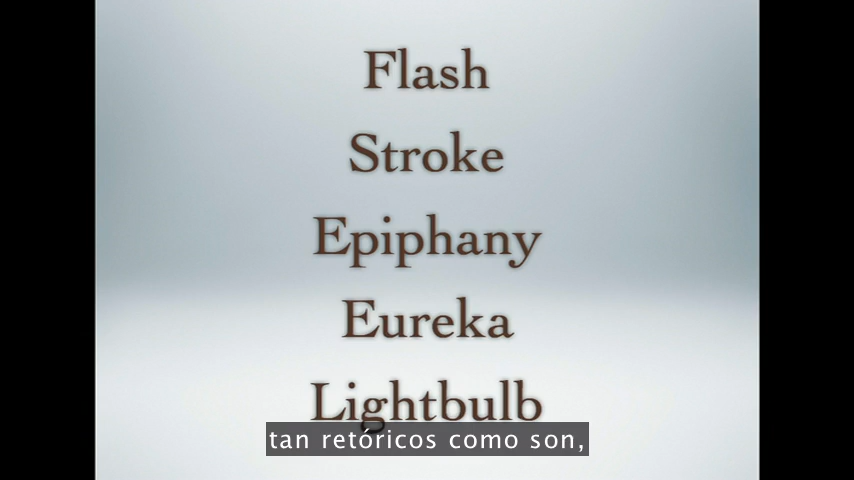 Flash
Stroke
Epiphany
Eureka
Lightbulb
tan retóricos como son,